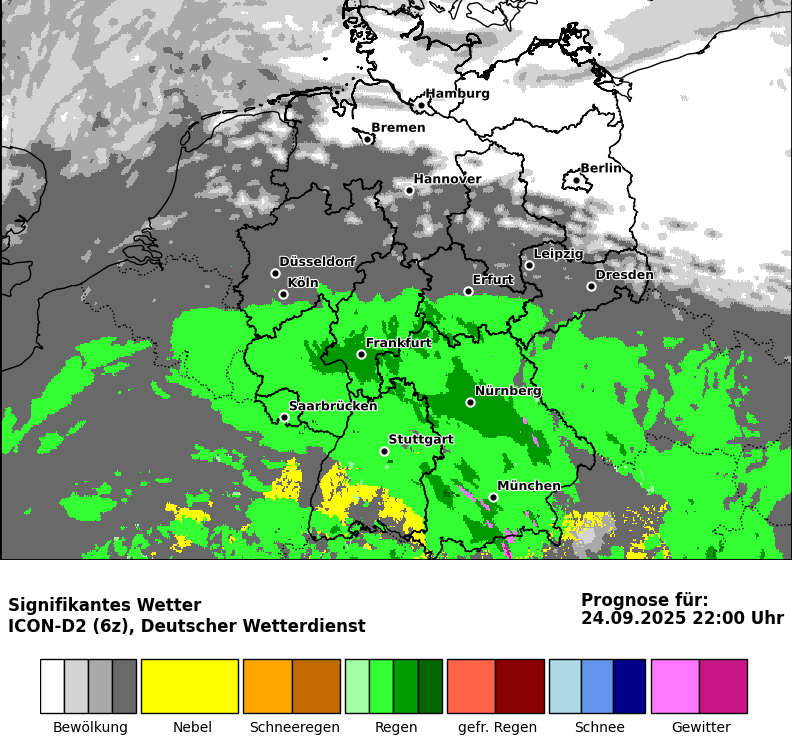 Hamburg
Bremen
Berlin
Hannover
Leipzig
Düsseldorf
Dresden
Köln
Erfurt
Frankfurt
Nürnberg
Saarbrücken
Stuttgart
München
Signifikantes Wetter
ICON-D2 (6z), Deutscher Wetterdienst
Prognose für:
24.09.2025 22:00 Uhr
Bewölkung Nebel Schneeregen Regen gefr. Regen Schnee Gewitter